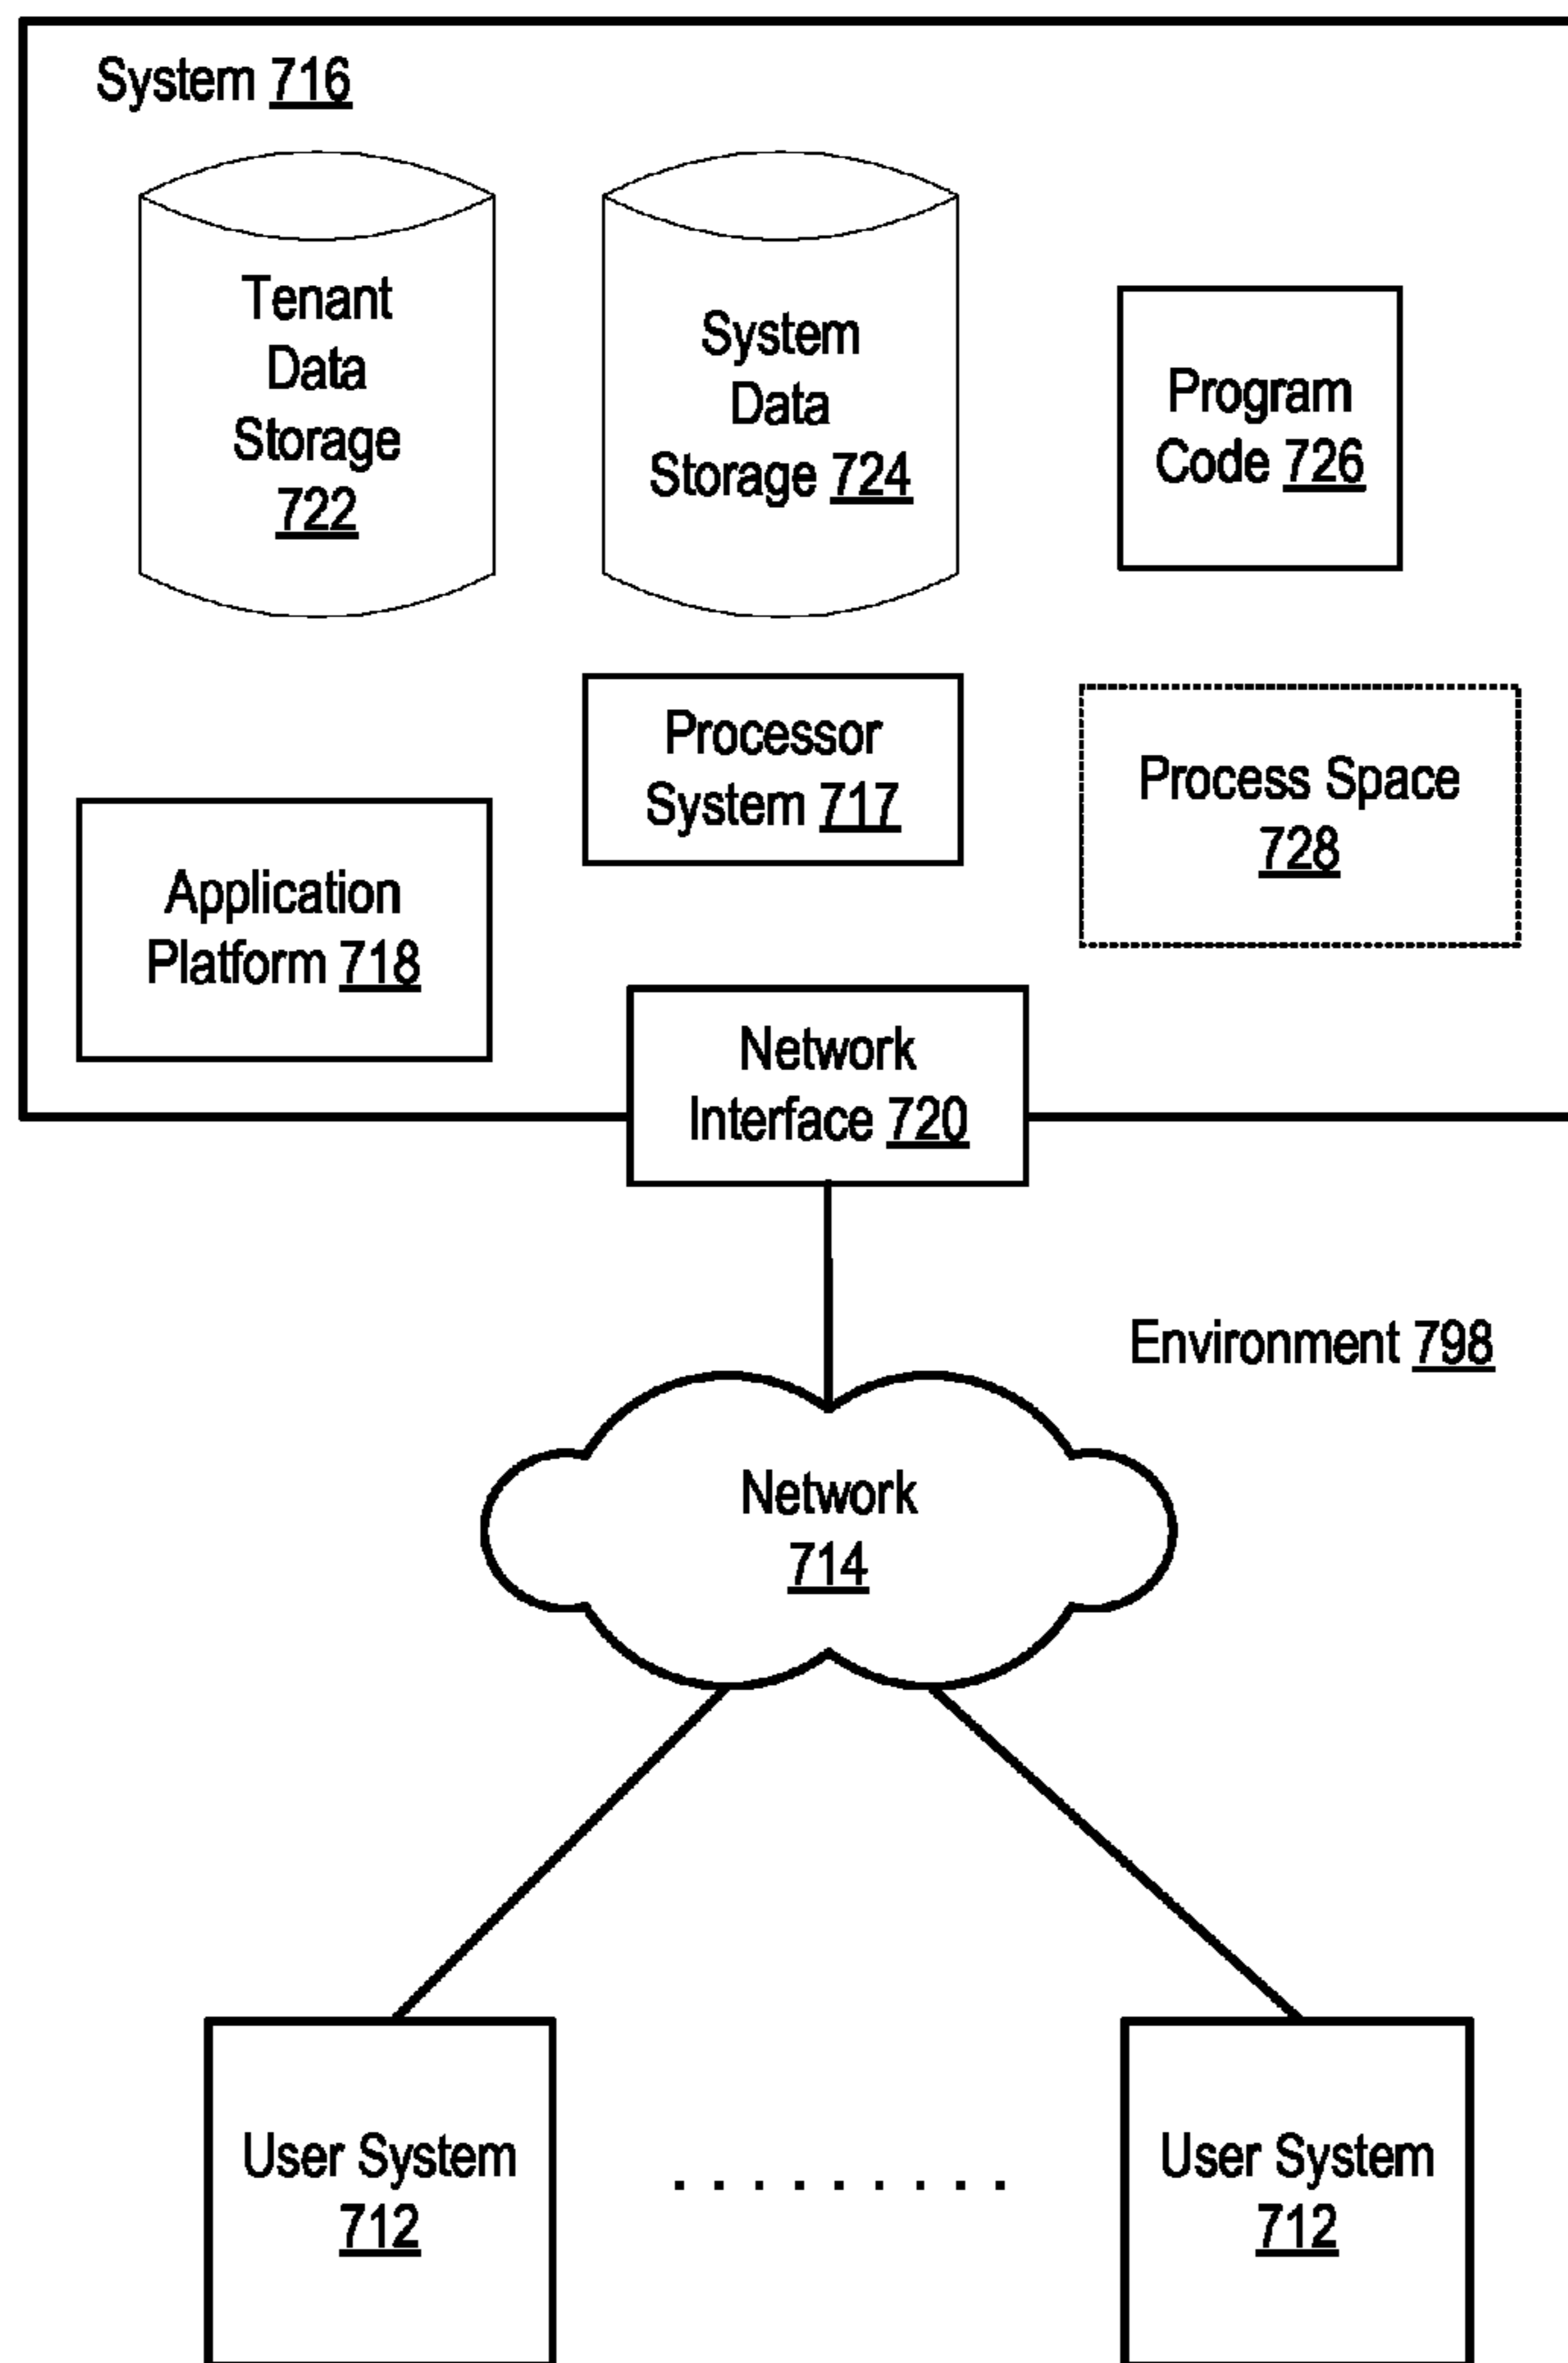 System 716
Tenant
Data
Storage
722
System
Data
Storage 724
Program
Code 726
Processor
System 717
Process Space
728
Application
Platform 718
Network
Interface 720
Environment 798
Network
714
User System
712
. . . . . . . . .
User System
712